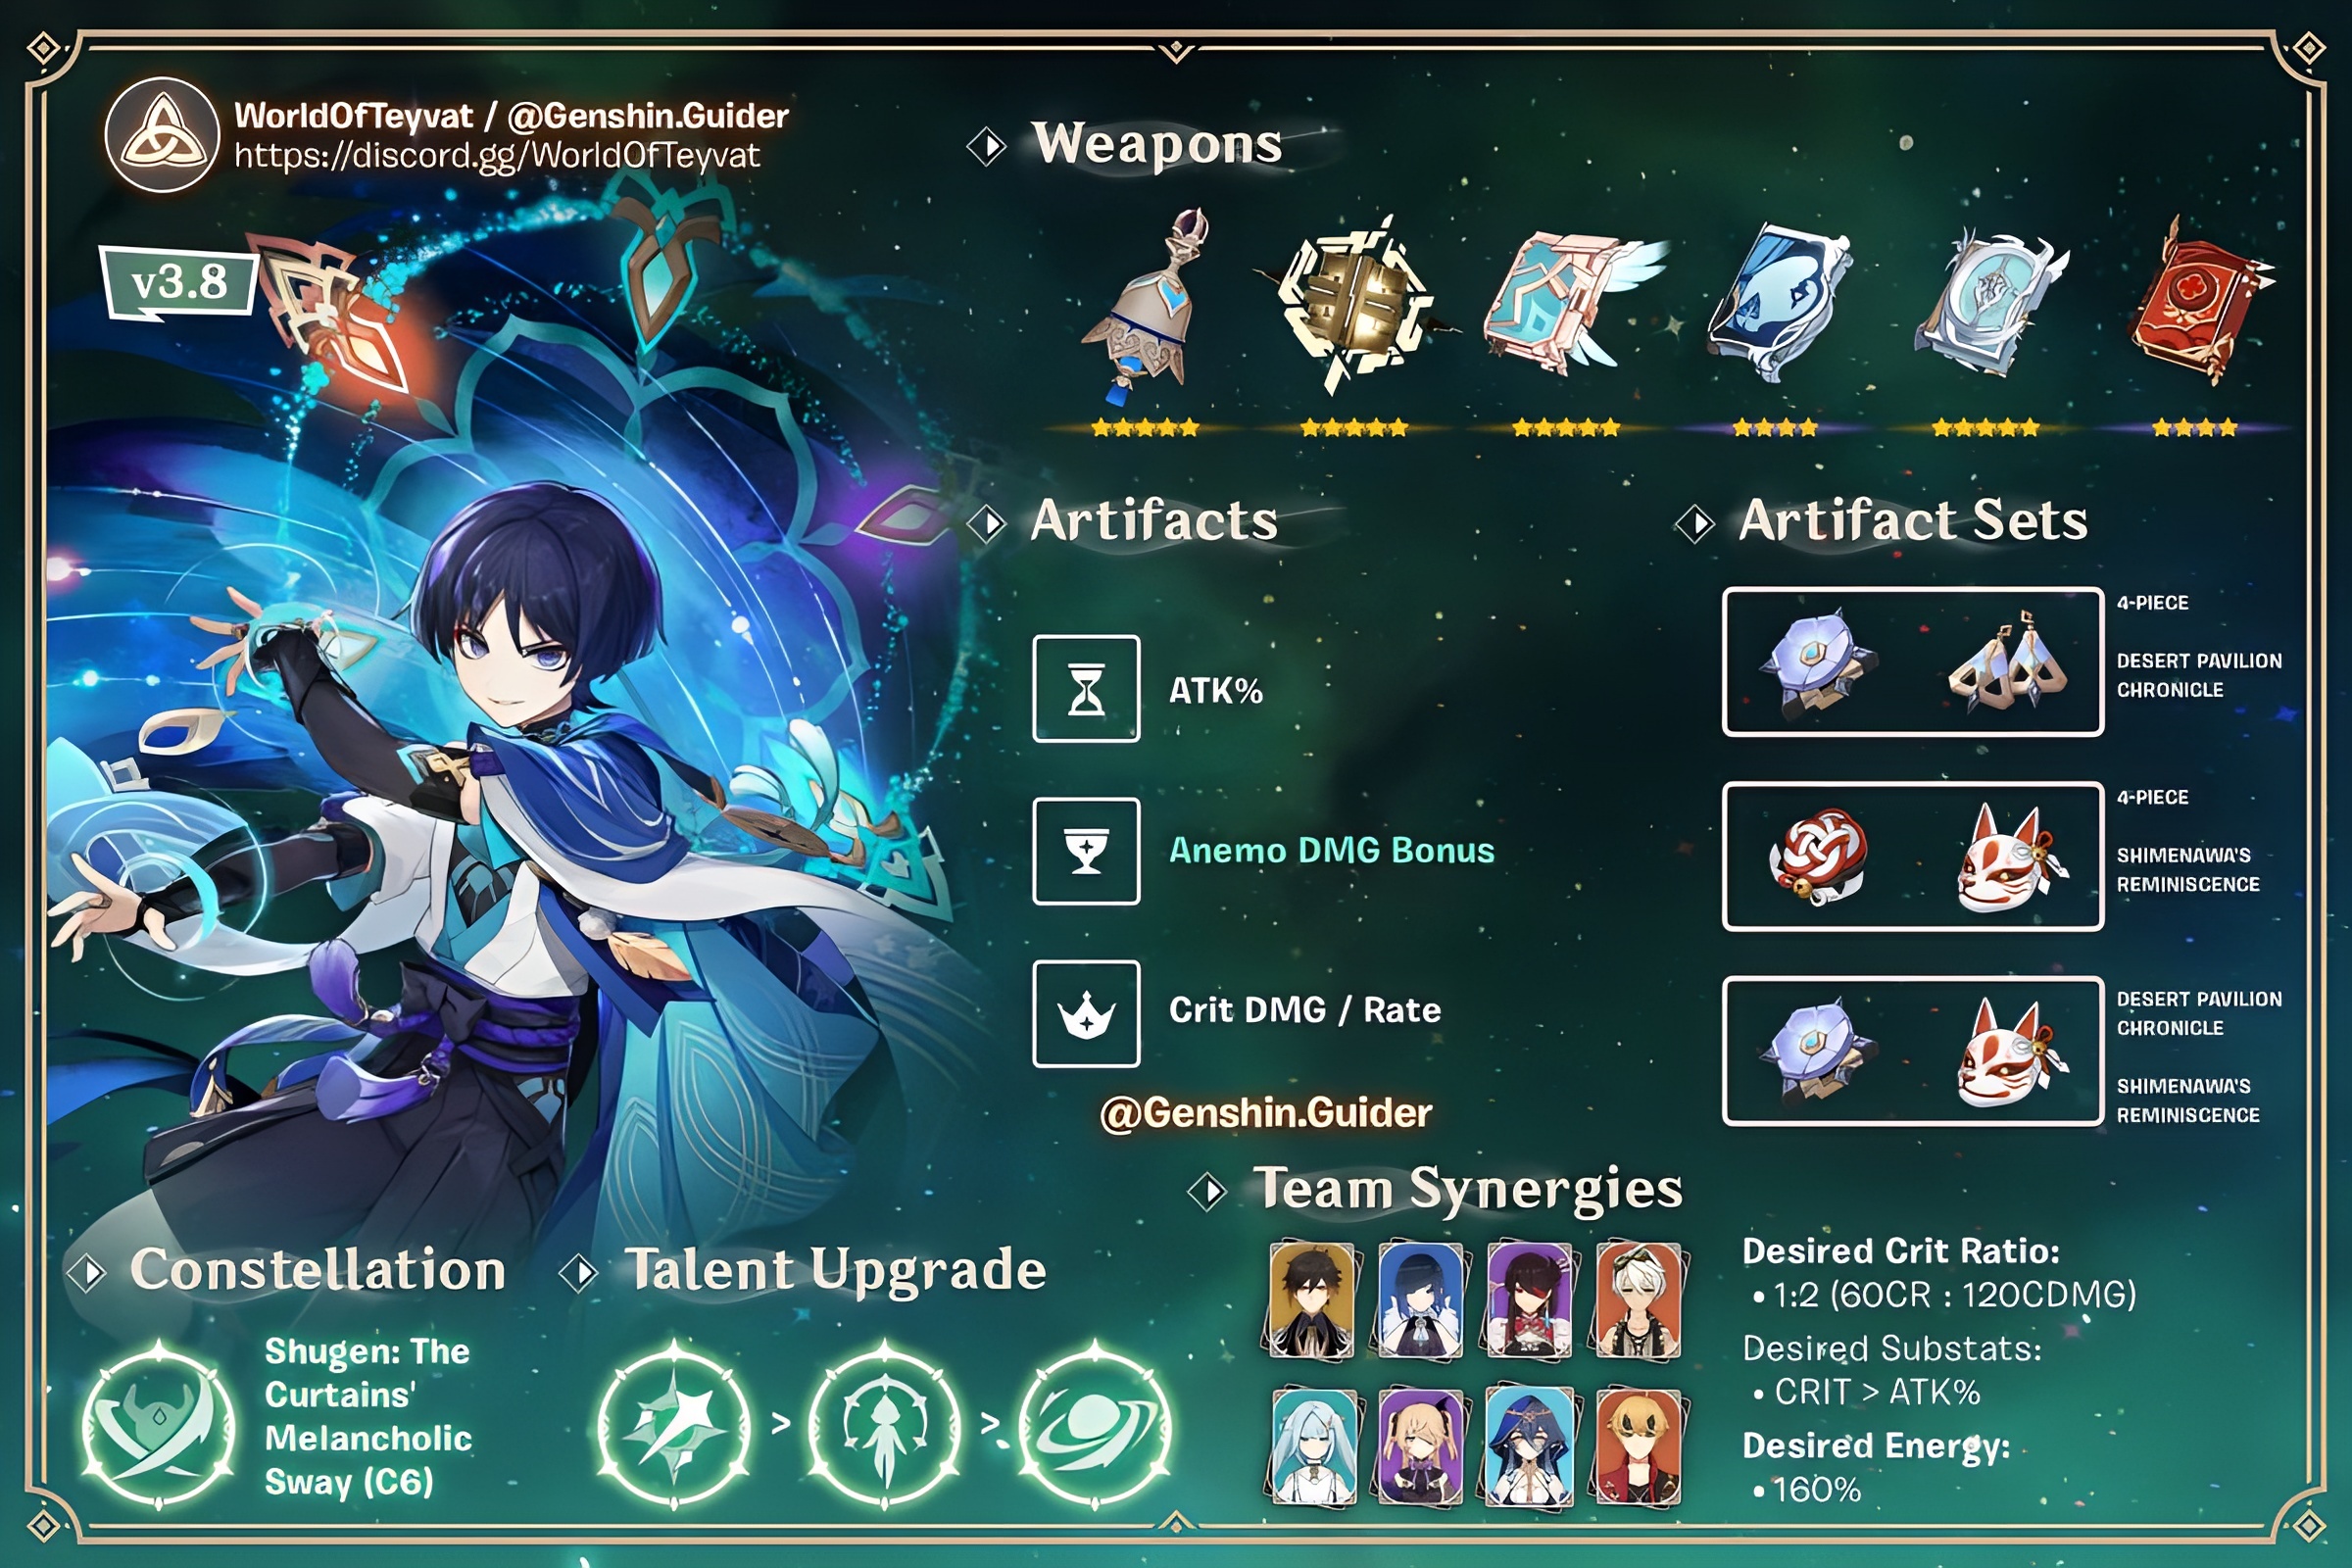 WorldOfTeyvat / @Genshin.Guider
https://discord.gg/WorldOfTeyvat
v3.8
Weapons
Artifacts
ATK%
Anemo DMG Bonus
Crit DMG / Rate
@Genshin.Guider
Artifact Sets
4-PIECE
DESERT PAVILION
CHRONICLE
4-PIECE
SHIMENAWA'S
REMINISCENCE
DESERT PAVILION
CHRONICLE
SHIMENAWA'S
REMINISCENCE
Constellation
Shugen: The
Curtains'
Melancholic
Sway (C6)
Talent Upgrade
> >
Team Synergies
Desired Crit Ratio:
• 1:2 (60CR : 120CDMG)
Desired Substats:
• CRIT > ATK%
Desired Energy:
• 160%